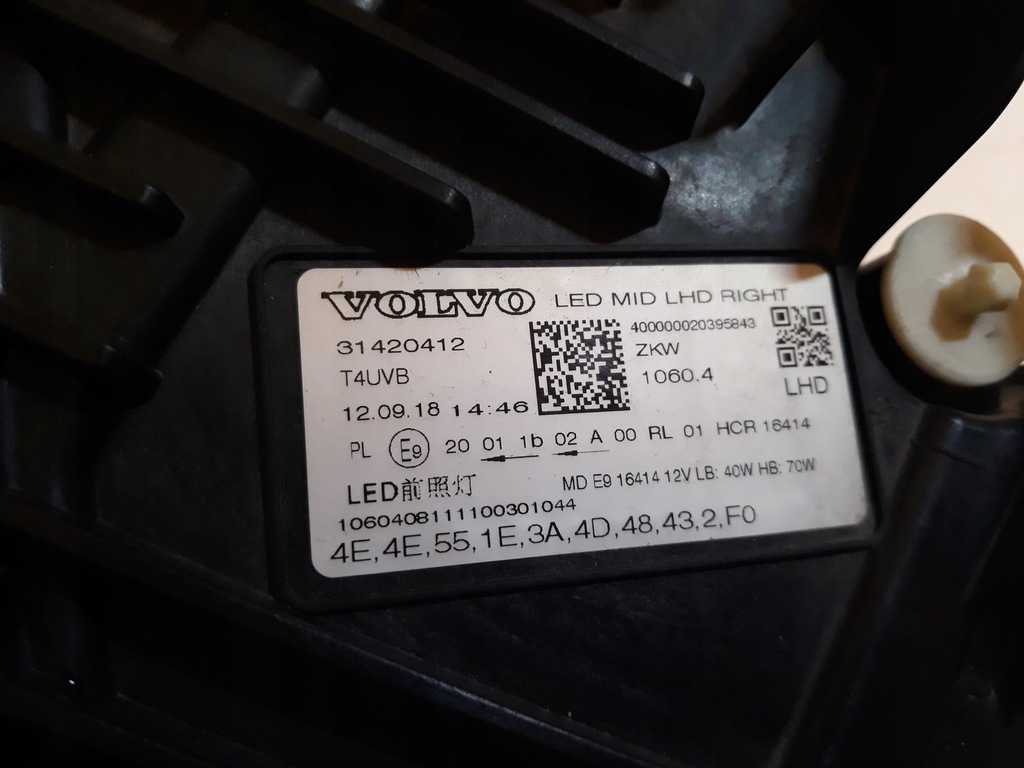 VOLVO LED MID LHD RIGHT
31420412
400000020395843
T4UVB
ZKW
12.09.18 14:46
1060.4
LHD
PL E9 20 01 1b 02 A 00 RL 01 HCR 16414
LED前照灯 MD E9 16414 12V LB: 40W HB: 70W
1060408111100301044
4E,4E,55,1E,3A,4D,48,43,2,F0